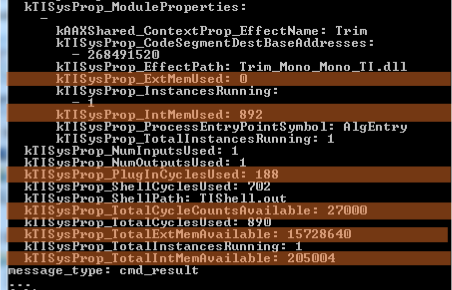 kTISysProp_ModuleProperties:
-
kAAXShared_ContextProp_EffectName: Trim
kTISysProp_CodeSegmentDestBaseAddresses:
- 268491520
kTISysProp_EffectPath: Trim_Mono_Mono_TI.dll
kTISysProp_ExtMemUsed: 0
kTISysProp_InstancesRunning:
- 1
kTISysProp_IntMemUsed: 892
kTISysProp_ProcessEntryPointSymbol: AlgEntry
kTISysProp_TotalInstancesRunning: 1
kTISysProp_NumInputsUsed: 1
kTISysProp_NumOutputsUsed: 1
kTISysProp_PlugInCyclesUsed: 188
kTISysProp_ShellCyclesUsed: 702
kTISysProp_ShellPath: TIShell.out
kTISysProp_TotalCycleCountsAvailable: 27000
kTISysProp_TotalCyclesUsed: 890
kTISysProp_TotalExtMemAvailable: 15728640
kTISysProp_TotalInstancesRunning: 1
kTISysProp_TotalIntMemAvailable: 205004
message_type: cmd_result
...